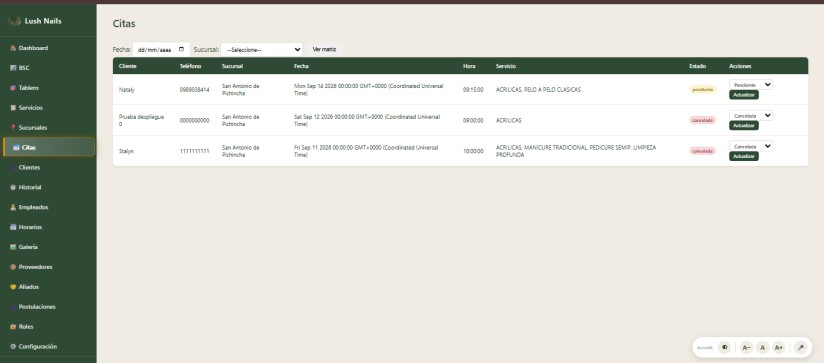 Lush Nails
Dashboard
BSC
Tablero
Servicios
Sucursales
Citas
Clientes
Historial
Empleados
Horarios
Galería
Proveedores
Aliados
Postulaciones
Roles
Configuración
Citas
Fecha: dd/mm/aaaa Sucursal: --Seleccione-- Ver matriz
Cliente Teléfono Sucursal Fecha Hora Servicio Estado Acciones
Nataly 0989038414 San Antonio de Pichincha Mon Sep 14 2026 00:00:00 GMT+0000 (Coordinated Universal Time) 09:15:00 ACRILICAS, PELO A PELO CLASICAS pendiente Pendiente
Actualizar
Prueba despliegue 0 0000000000 San Antonio de Pichincha Sat Sep 12 2026 00:00:00 GMT+0000 (Coordinated Universal Time) 09:00:00 ACRILICAS cancelada Cancelada
Actualizar
Stalyn 1111111111 San Antonio de Pichincha Fri Sep 11 2026 00:00:00 GMT+0000 (Coordinated Universal Time) 10:00:00 ACRILICAS, MANICURE TRADICIONAL, PEDICURE SEMIP, LIMPIEZA PROFUNDA cancelada Cancelada
Actualizar
A− A A+